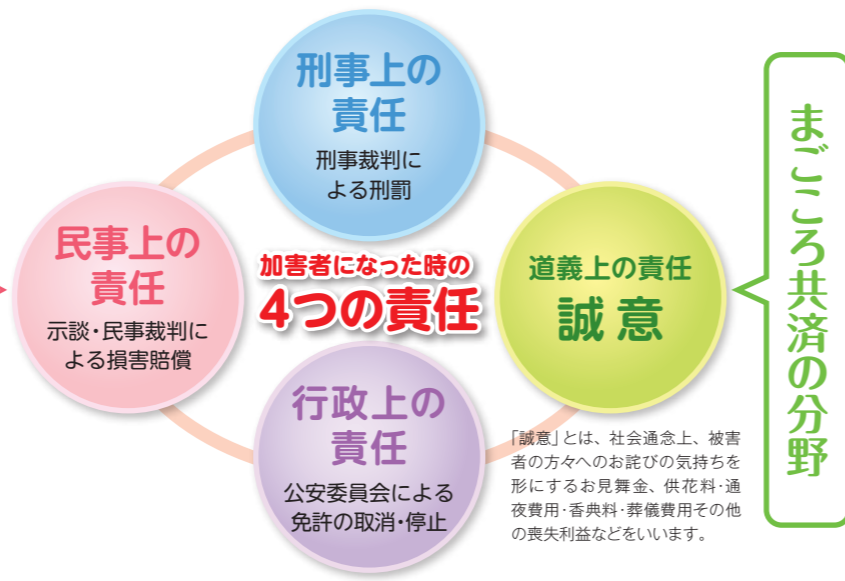 刑事上の
責任
刑事裁判に
よる刑罰
民事上の
責任
示談・民事裁判に
よる損害賠償
加害者になった時の
4つの責任
道義上の責任
誠意
行政上の
責任
公安委員会による
免許の取消・停止
「誠意」とは、社会通念上、被害
者の方々へのお詫びの気持ちを
形にするお見舞金、供花料・通
夜費用・香典料・葬儀費用その他
の喪失利益などをいいます。
まごころ共済の分野